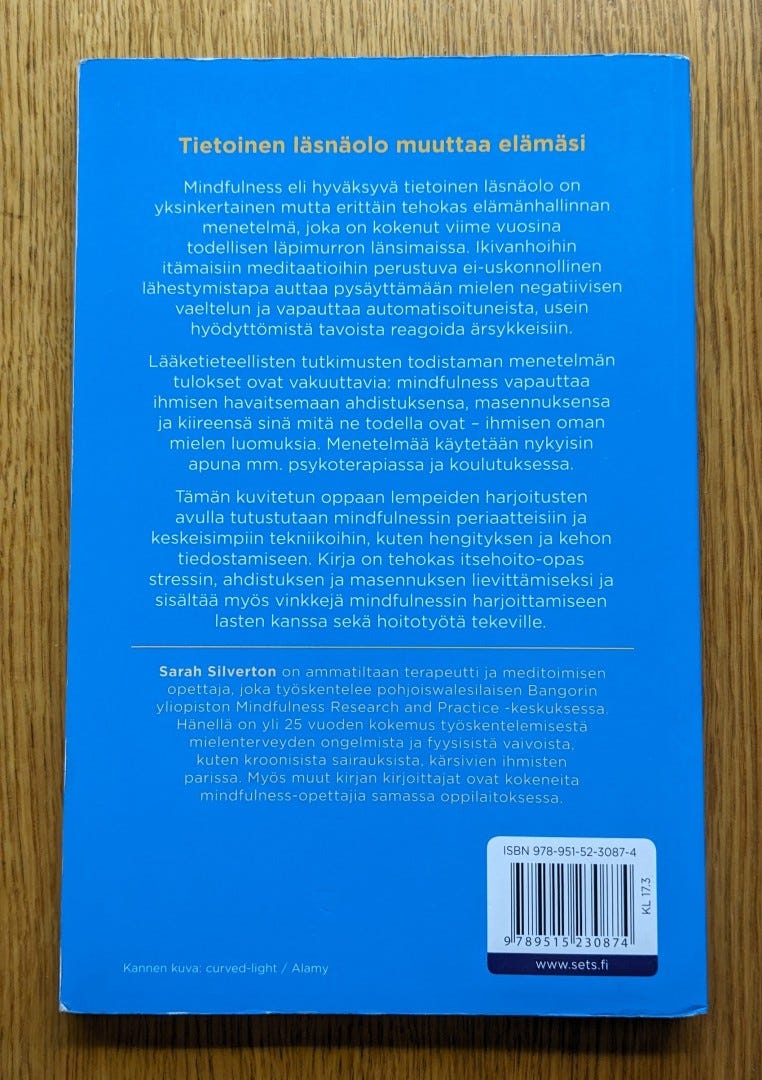 Tietoinen läsnäolo muuttaa elämäsi
Mindfulness eli hyväksyvä tietoinen läsnäolo on
yksinkertainen mutta erittäin tehokas elämänhallinnan
menetelmä, joka on kokenut viime vuosina
todellisen läpimurron länsimaissa. Ikivanhoihin
itämaisiin meditaatioihin perustuva ei-uskonnollinen
lähestymistapa auttaa pysäyttämään mielen negatiivisen
vaeltelun ja vapauttaa automatisoituneista, usein
hyödyttömistä tavoista reagoida ärsykkeisiin.
Lääketieteellisten tutkimusten todistaman menetelmän
tulokset ovat vakuuttavia: mindfulness vapauttaa
ihmisen havaitsemaan ahdistuksensa, masennuksensa
ja kiireensä sinä mitä ne todella ovat – ihmisen oman
mielen luomuksia. Menetelmää käytetään nykyisin
apuna mm. psykoterapiassa ja koulutuksessa.
Tämän kuvitetun oppaan lempeiden harjoitusten
avulla tutustutaan mindfulnessin periaatteisiin ja
keskeisimpiin tekniikoihin, kuten hengityksen ja kehon
tiedostamiseen. Kirja on tehokas itsehoito-opas
stressin, ahdistuksen ja masennuksen lievittämiseksi ja
sisältää myös vinkkejä mindfulnessin harjoittamiseen
lasten kanssa sekä hoitotyötä tekeville.
Sarah Silverton on ammatiltaan terapeutti ja meditoimisen
opettaja, joka työskentelee pohjoiswalesilaisen Bangorin
yliopiston Mindfulness Research and Practice -keskuksessa.
Hänellä on yli 25 vuoden kokemus työskentelemisestä
mielenterveyden ongelmista ja fyysisistä vaivoista,
kuten kroonisista sairauksista, kärsivien ihmisten
parissa. Myös muut kirjan kirjoittajat ovat kokeneita
mindfulness-opettajia samassa oppilaitoksessa.
ISBN 978-951-52-3087-4
KL 17.3
9 789515 230874
www.sets.fi
Kannen kuva: curved-light / Alamy